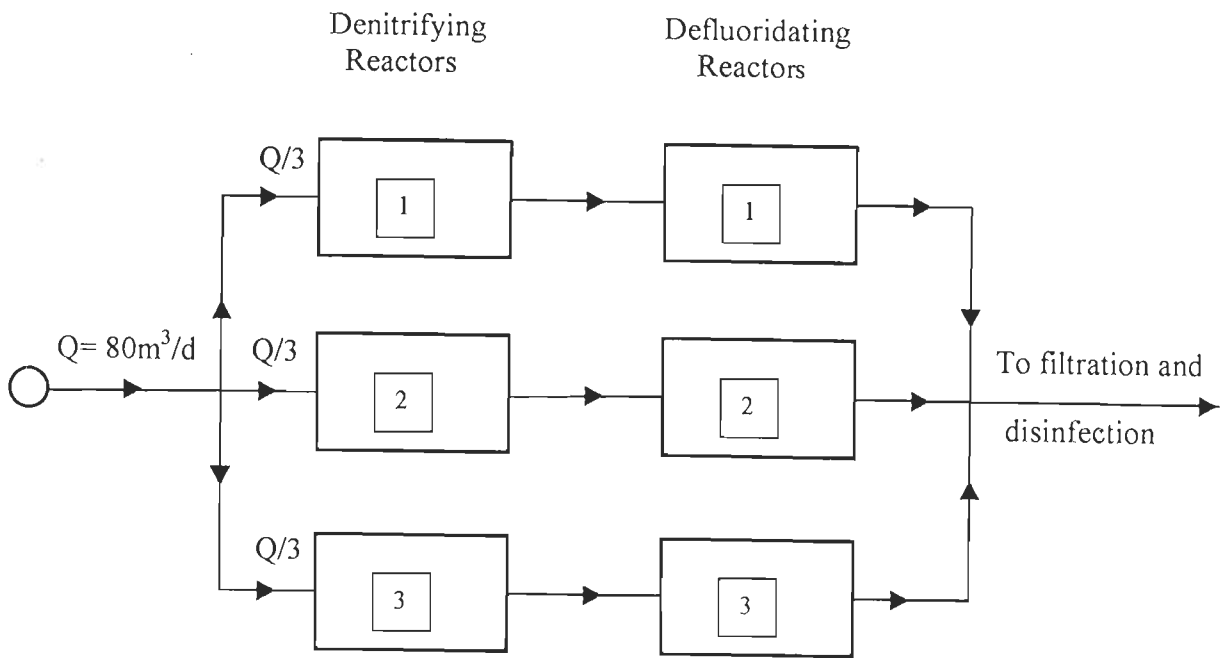 Denitrifying
Reactors
Defluoridating
Reactors
Q/3
1
1
Q= 80m³/d
Q/3
2
2
To filtration and
disinfection
Q/3
3
3